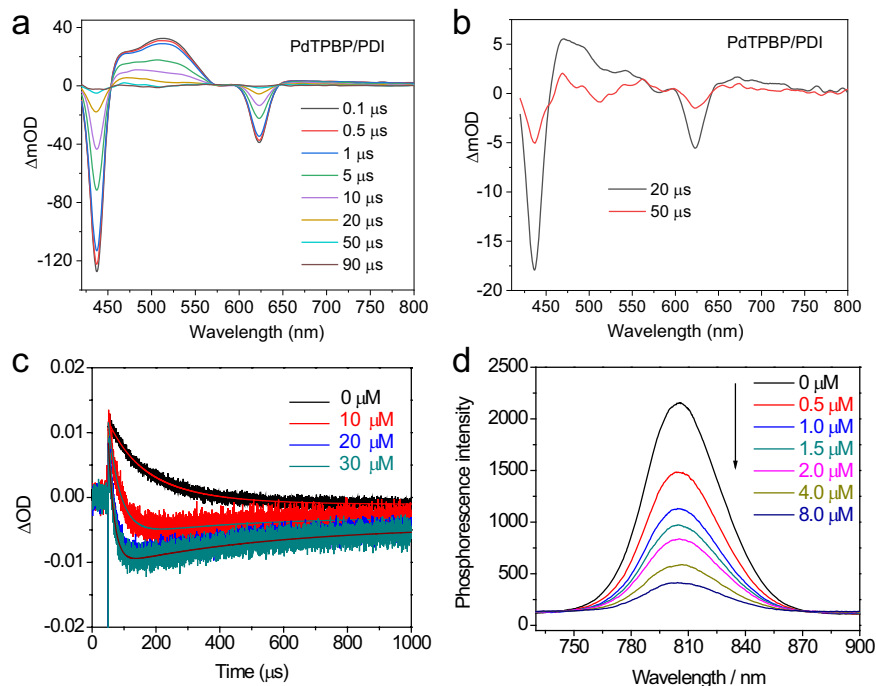 a
PdTPBP/PDI
40
0
-40
-80
-120
ΔmOD
0.1 μs
0.5 μs
1 μs
5 μs
10 μs
20 μs
50 μs
90 μs
450 500 550 600 650 700 750 800
Wavelength (nm)
b
PdTPBP/PDI
5
0
-5
-10
-15
-20
ΔmOD
20 μs
50 μs
450 500 550 600 650 700 750 800
Wavelength (nm)
c
0.02
0.01
0.00
-0.01
-0.02
ΔOD
0 μM
10 μM
20 μM
30 μM
0 200 400 600 800 1000
Time (μs)
d
2500
2000
1500
1000
500
0
Phosphorescence intensity
0 μM
0.5 μM
1.0 μM
1.5 μM
2.0 μM
4.0 μM
8.0 μM
750 780 810 840 870 900
Wavelength / nm